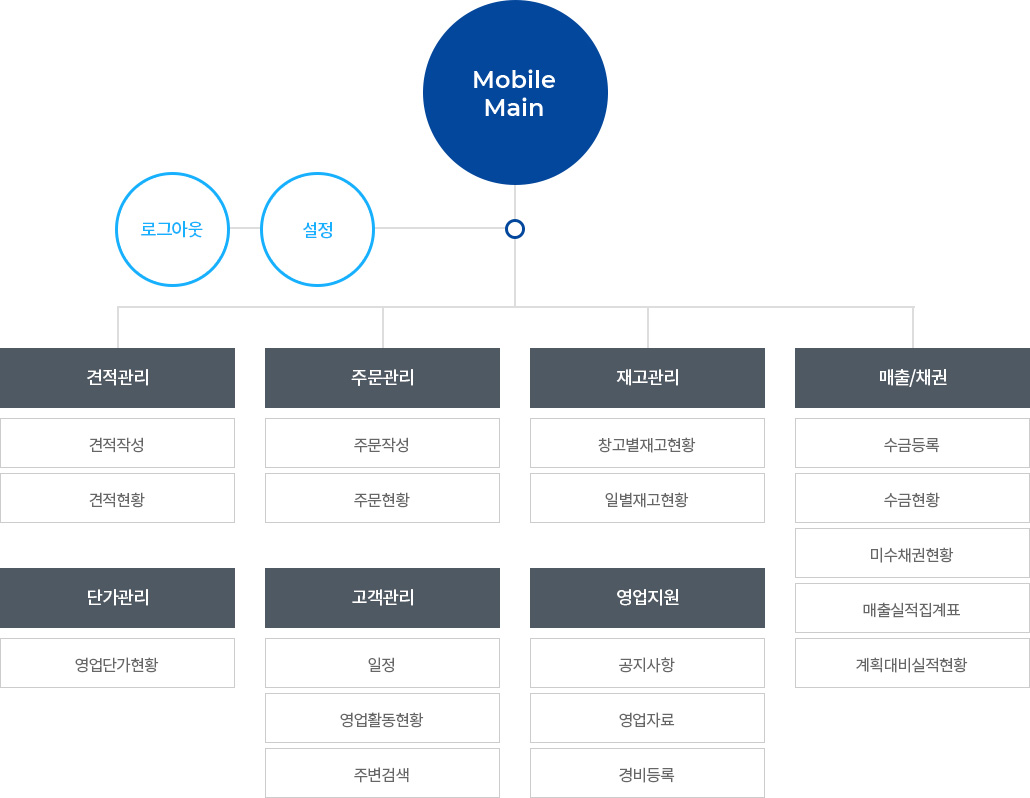 Mobile
Main
로그아웃
설정
견적관리
견적작성
견적현황
주문관리
주문작성
주문현황
재고관리
창고별재고현황
일별재고현황
매출/채권
수금등록
수금현황
미수채권현황
매출실적집계표
계획대비실적현황
단가관리
영업단가현황
고객관리
일정
영업활동현황
주변검색
영업지원
공지사항
영업자료
경비등록